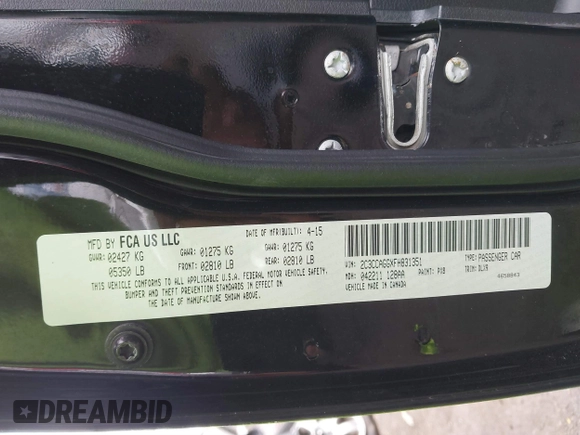 MFD BY FCA US LLC
DATE OF MFR(BUILT): 4-15
GVWR: 02427 KG
GAWR: 01275 KG
GAWR: 01275 KG
05350 LB
FRONT: 02810 LB
REAR: 02810 LB
THIS VEHICLE CONFORMS TO ALL APPLICABLE U.S.A. FEDERAL MOTOR VEHICLE SAFETY,
BUMPER AND THEFT PREVENTION STANDARDS IN EFFECT ON
THE DATE OF MANUFACTURE SHOWN ABOVE.
VIN: 2C3CCAGGXFH831351
TYPE: PASSENGER CAR
MDH: 042211 128AA
PAINT: PX8
TRIM: DLX9
VEHICLE MADE IN CANADA
DREAMBID